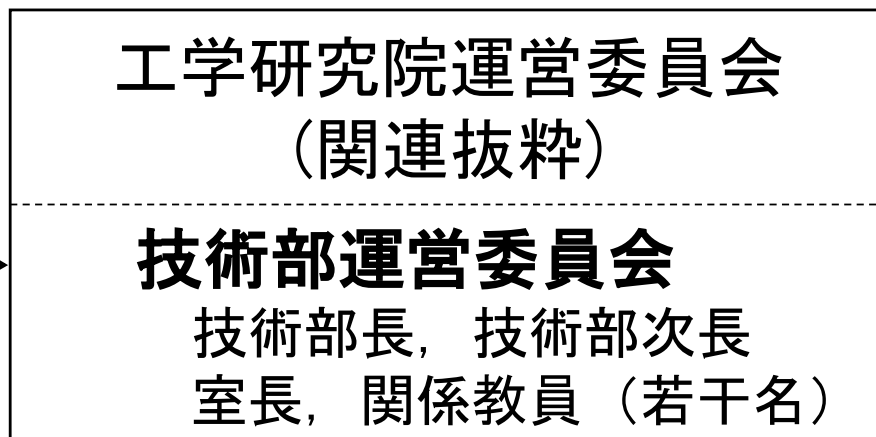 工学研究院運営委員会
(関連抜粋)
技術部運営委員会
技術部長，技術部次長
室長，関係教員（若干名）